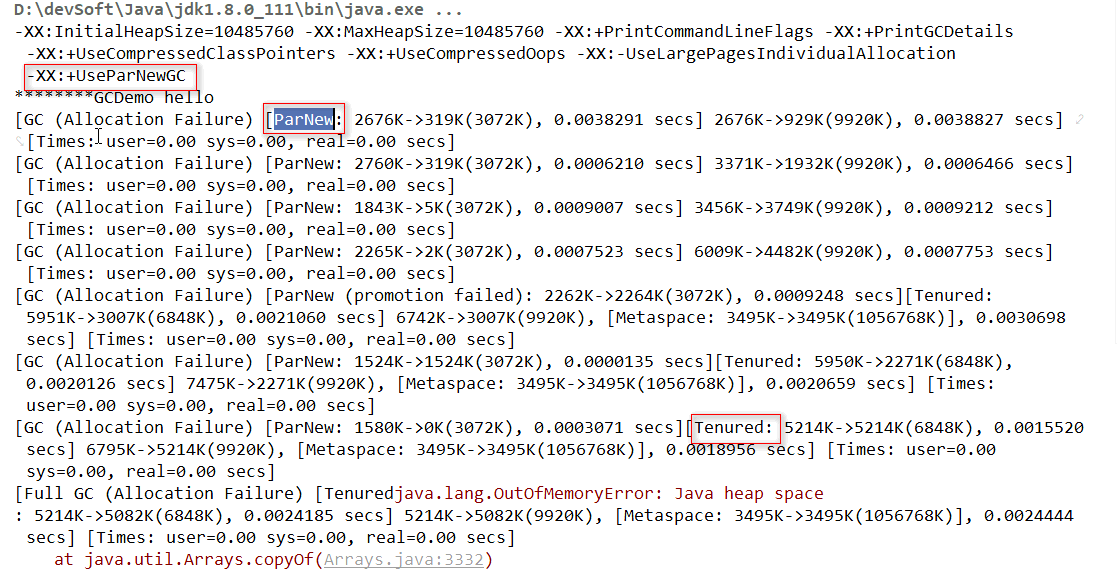 D:\devSoft\Java\jdk1.8.0_111\bin\java.exe ...
-XX:InitialHeapSize=10485760 -XX:MaxHeapSize=10485760 -XX:+PrintCommandLineFlags -XX:+PrintGCDetails
-XX:+UseCompressedClassPointers -XX:+UseCompressedOops -XX:-UseLargePagesIndividualAllocation
-XX:+UseParNewGC
********GCDemo hello
[GC (Allocation Failure) [ParNew: 2676K->319K(3072K), 0.0038291 secs] 2676K->929K(9920K), 0.0038827 secs]
[Times: user=0.00 sys=0.00, real=0.00 secs]
[GC (Allocation Failure) [ParNew: 2760K->319K(3072K), 0.0006210 secs] 3371K->1932K(9920K), 0.0006466 secs]
[Times: user=0.00 sys=0.00, real=0.00 secs]
[GC (Allocation Failure) [ParNew: 1843K->5K(3072K), 0.0009007 secs] 3456K->3749K(9920K), 0.0009212 secs]
[Times: user=0.00 sys=0.00, real=0.00 secs]
[GC (Allocation Failure) [ParNew: 2265K->2K(3072K), 0.0007523 secs] 6009K->4482K(9920K), 0.0007753 secs]
[Times: user=0.00 sys=0.00, real=0.00 secs]
[GC (Allocation Failure) [ParNew (promotion failed): 2262K->2264K(3072K), 0.0009248 secs][Tenured:
5951K->3007K(6848K), 0.0021060 secs] 6742K->3007K(9920K), [Metaspace: 3495K->3495K(1056768K)], 0.0030698
secs] [Times: user=0.00 sys=0.00, real=0.00 secs]
[GC (Allocation Failure) [ParNew: 1524K->1524K(3072K), 0.0000135 secs][Tenured: 5950K->2271K(6848K),
0.0020126 secs] 7475K->2271K(9920K), [Metaspace: 3495K->3495K(1056768K)], 0.0020659 secs] [Times:
user=0.00 sys=0.00, real=0.00 secs]
[GC (Allocation Failure) [ParNew: 1580K->0K(3072K), 0.0003071 secs][Tenured: 5214K->5214K(6848K), 0.0015520
secs] 6795K->5214K(9920K), [Metaspace: 3495K->3495K(1056768K)], 0.0018956 secs] [Times: user=0.00
sys=0.00, real=0.00 secs]
[Full GC (Allocation Failure) [Tenuredjava.lang.OutOfMemoryError: Java heap space
: 5214K->5082K(6848K), 0.0024185 secs] 5214K->5082K(9920K), [Metaspace: 3495K->3495K(1056768K)], 0.0024444
secs] [Times: user=0.00 sys=0.00, real=0.00 secs]
at java.util.Arrays.copyOf(Arrays.java:3332)